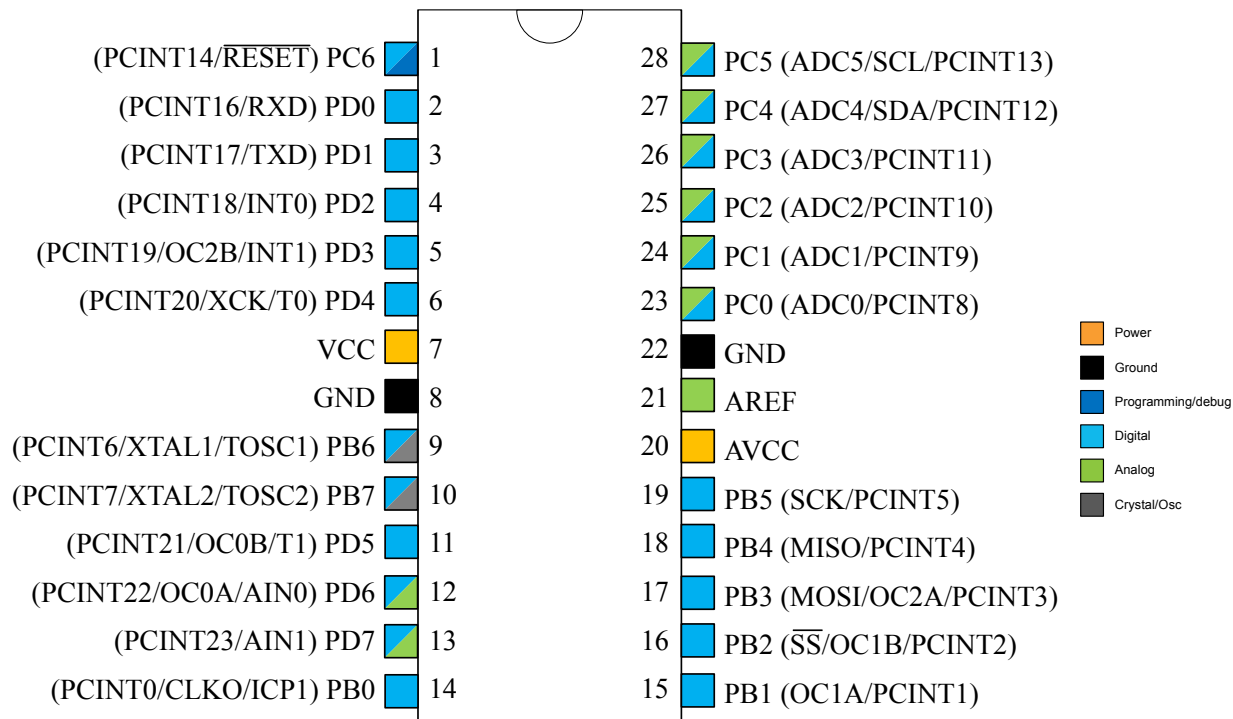 (PCINT14/RESET) PC6 1
(PCINT16/RXD) PD0 2
(PCINT17/TXD) PD1 3
(PCINT18/INT0) PD2 4
(PCINT19/OC2B/INT1) PD3 5
(PCINT20/XCK/T0) PD4 6
VCC 7
GND 8
(PCINT6/XTAL1/TOSC1) PB6 9
(PCINT7/XTAL2/TOSC2) PB7 10
(PCINT21/OC0B/T1) PD5 11
(PCINT22/OC0A/AIN0) PD6 12
(PCINT23/AIN1) PD7 13
(PCINT0/CLKO/ICP1) PB0 14
28 PC5 (ADC5/SCL/PCINT13)
27 PC4 (ADC4/SDA/PCINT12)
26 PC3 (ADC3/PCINT11)
25 PC2 (ADC2/PCINT10)
24 PC1 (ADC1/PCINT9)
23 PC0 (ADC0/PCINT8)
22 GND
21 AREF
20 AVCC
19 PB5 (SCK/PCINT5)
18 PB4 (MISO/PCINT4)
17 PB3 (MOSI/OC2A/PCINT3)
16 PB2 (SS/OC1B/PCINT2)
15 PB1 (OC1A/PCINT1)
Power
Ground
Programming/debug
Digital
Analog
Crystal/Osc